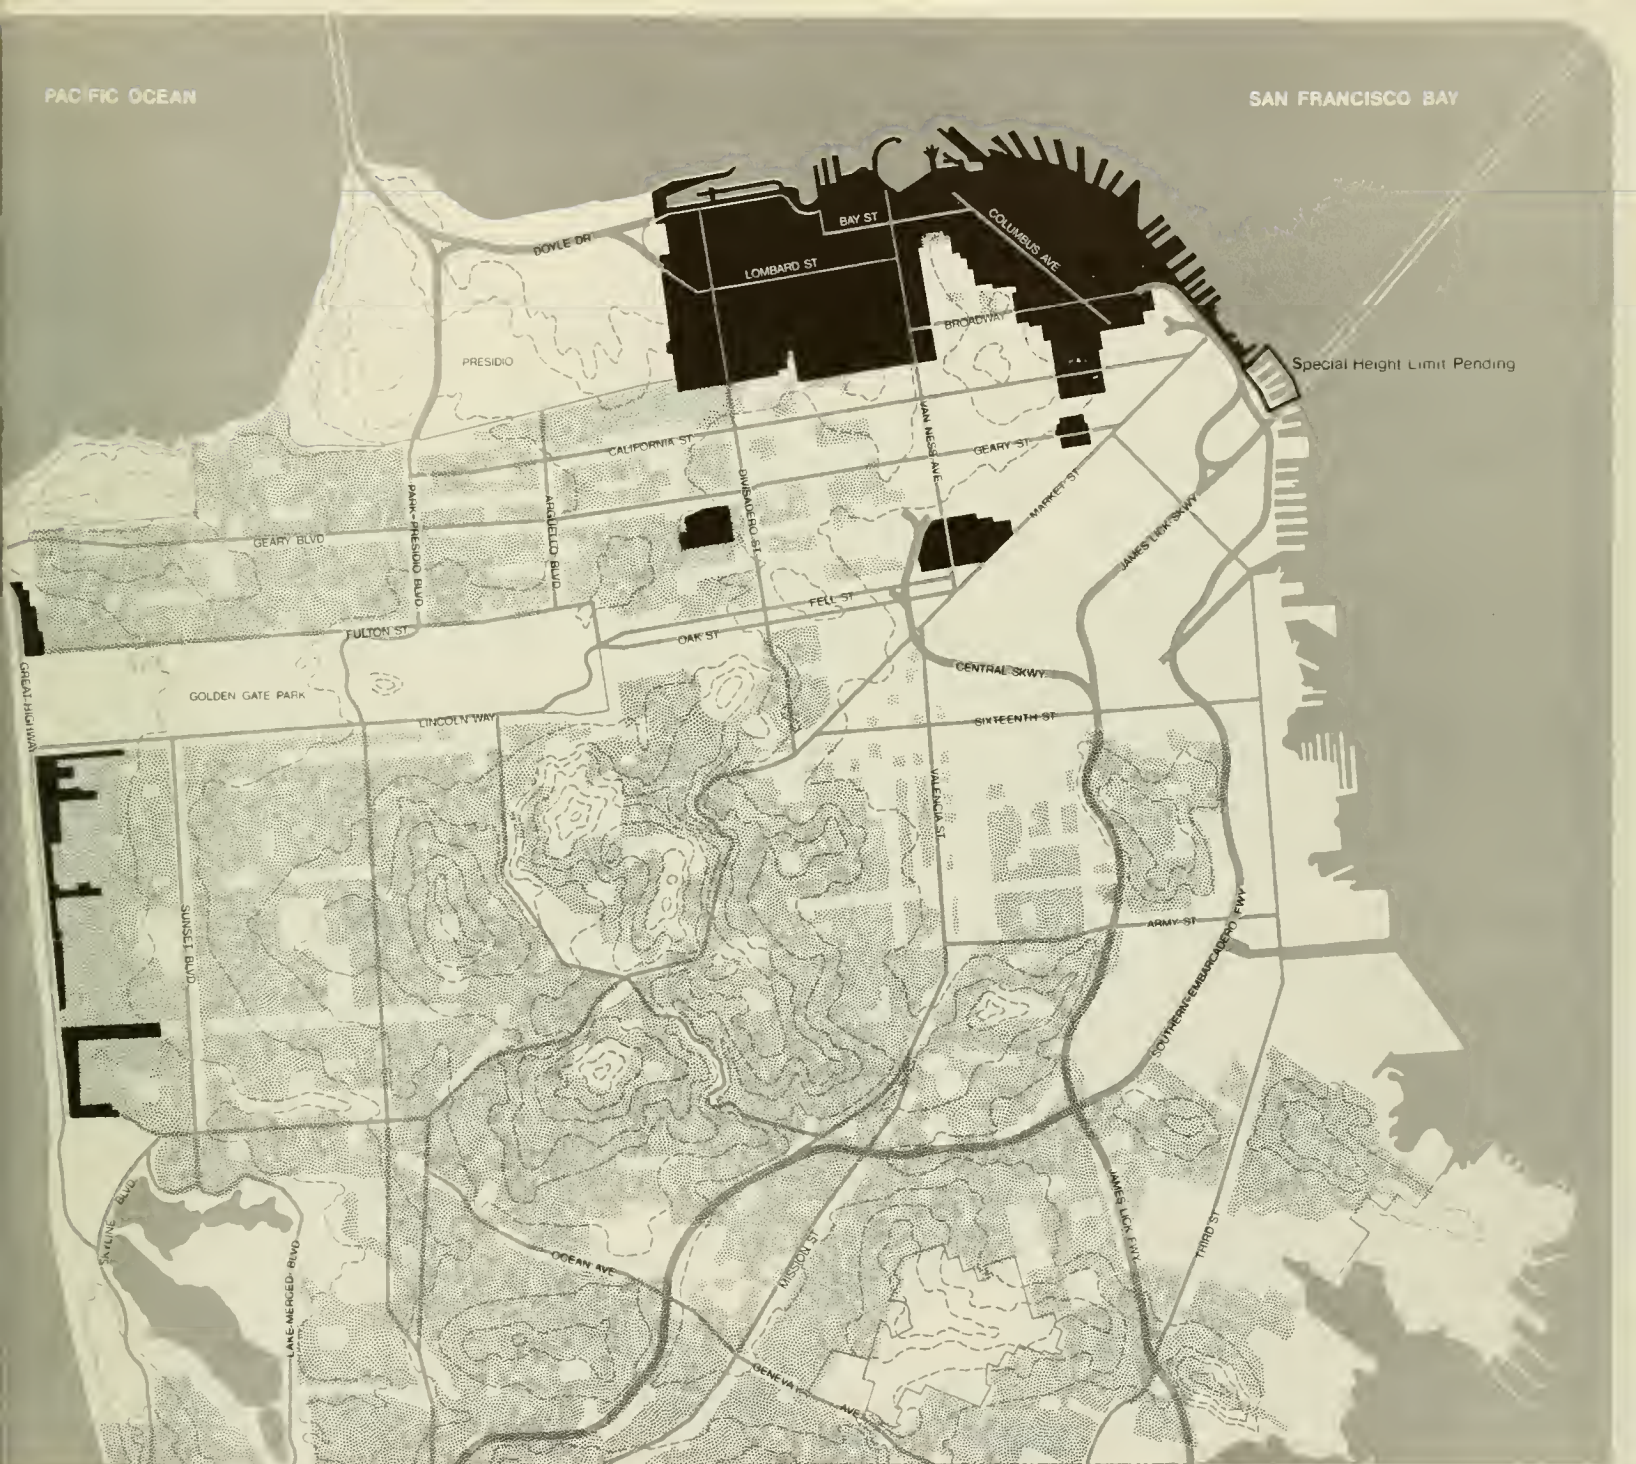 PACIFIC OCEAN
SAN FRANCISCO BAY
BAY ST
COLUMBUS AVE
DOYLE DR
LOMBARD ST
BROADWAY
PRESIDIO
Special Height Limit Pending
CALIFORNIA ST
VAN NESS AVE
GEARY ST
MARKET ST
PARK-PRESIDIO BLVD
ARGUELLO BLVD
DIVISADERO ST
JAMES LICK SKWY
GEARY BLVD
FELL ST
FULTON ST
OAK ST
CENTRAL SKWY
GREAT HIGHWAY
GOLDEN GATE PARK
LINCOLN WAY
SIXTEENTH ST
VALENCIA ST
SUNSET BLVD
ARMY ST
SOUTHERN-EMBARCADERO FWY
SKYLINE BLVD
LAKE-MERCED BLVD
OCEAN AVE
MISSION ST
JAMES LICK FWY
THIRD ST
GENEVA AVE